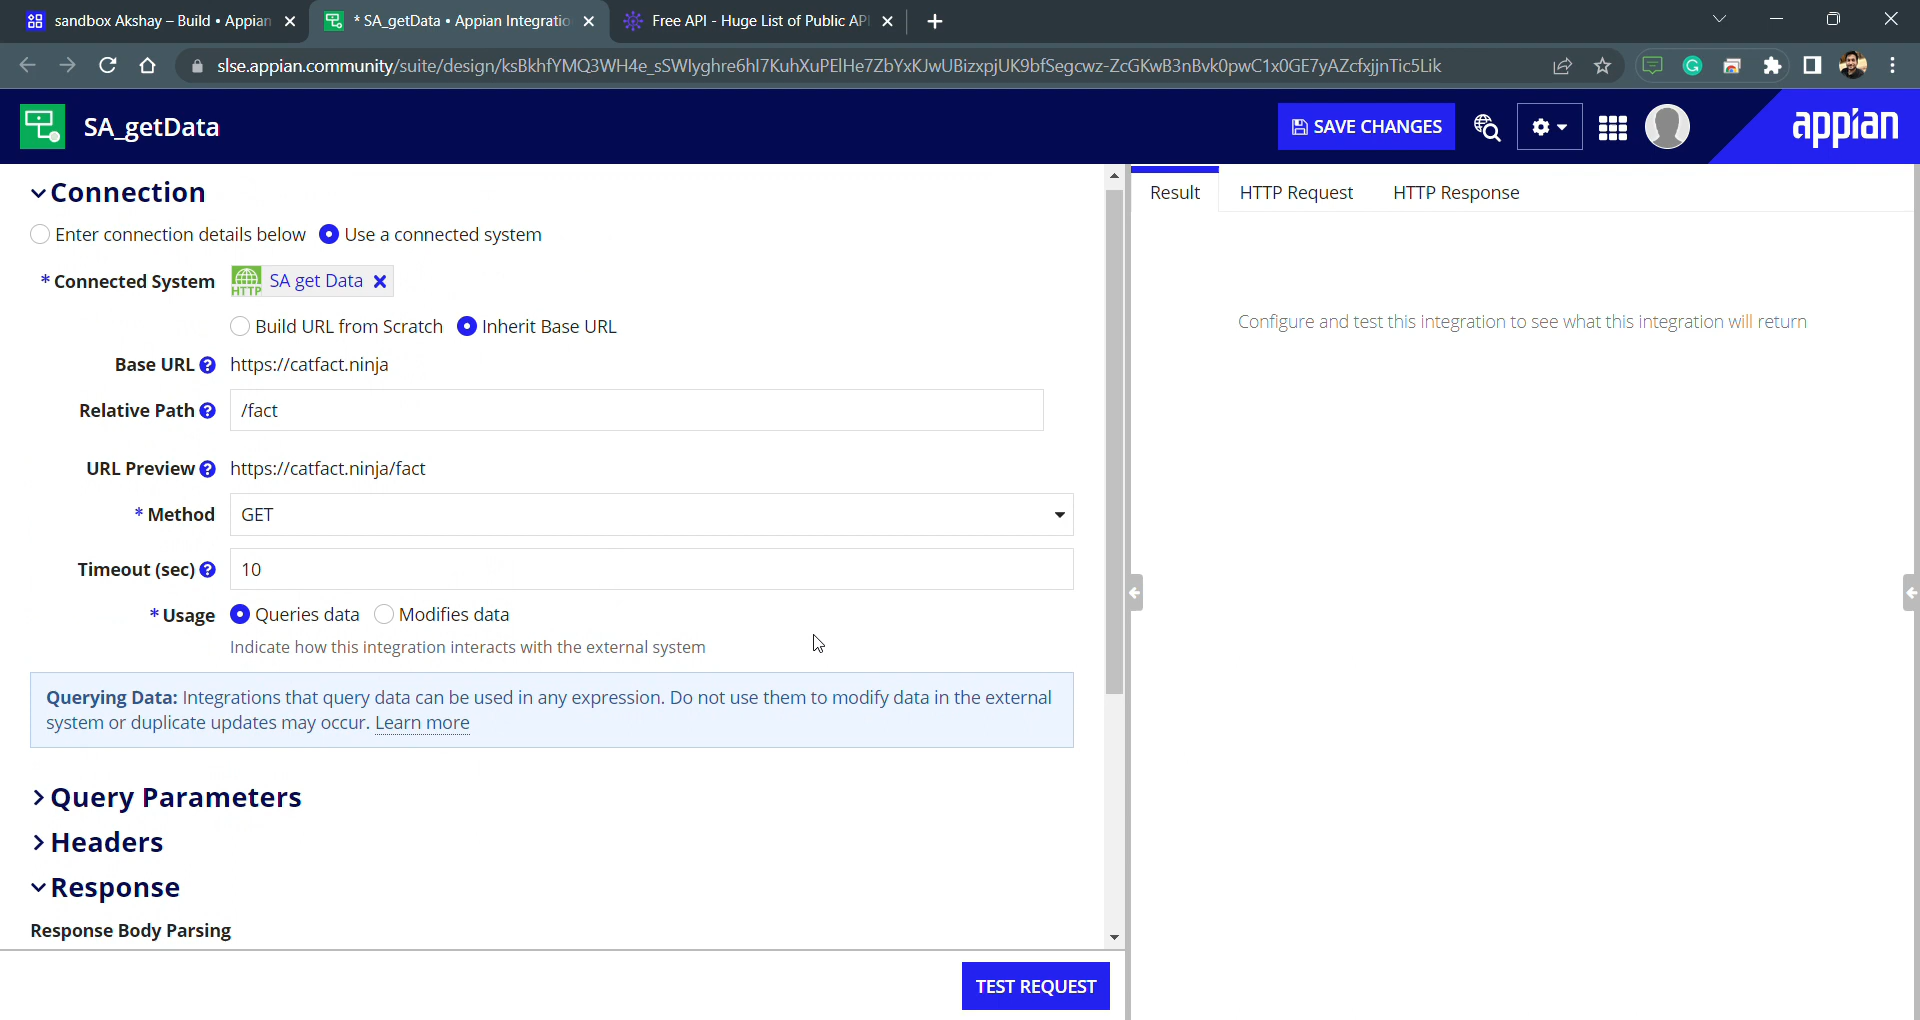 sandbox Akshay – Build • Appian
* SA_getData • Appian Integratio
Free API - Huge List of Public AP
slse.appian.community/suite/design/ksBkhfYMQ3WH4e_sSWlyghre6hI7KuhXuPEIHe7ZbYxKJwUBizxpjUK9bfSegcwz-ZcGKwB3nBvk0pwC1x0GE7yAZcfxjjnTic5Lik
SA_getData
SAVE CHANGES
appian
Connection
Enter connection details below
Use a connected system
* Connected System
HTTP
SA get Data
Build URL from Scratch
Inherit Base URL
Base URL
https://catfact.ninja
Relative Path
/fact
URL Preview
https://catfact.ninja/fact
* Method
GET
Timeout (sec)
10
* Usage
Queries data
Modifies data
Indicate how this integration interacts with the external system
Querying Data: Integrations that query data can be used in any expression. Do not use them to modify data in the external
system or duplicate updates may occur. Learn more
Query Parameters
Headers
Response
Response Body Parsing
TEST REQUEST
Result
HTTP Request
HTTP Response
Configure and test this integration to see what this integration will return